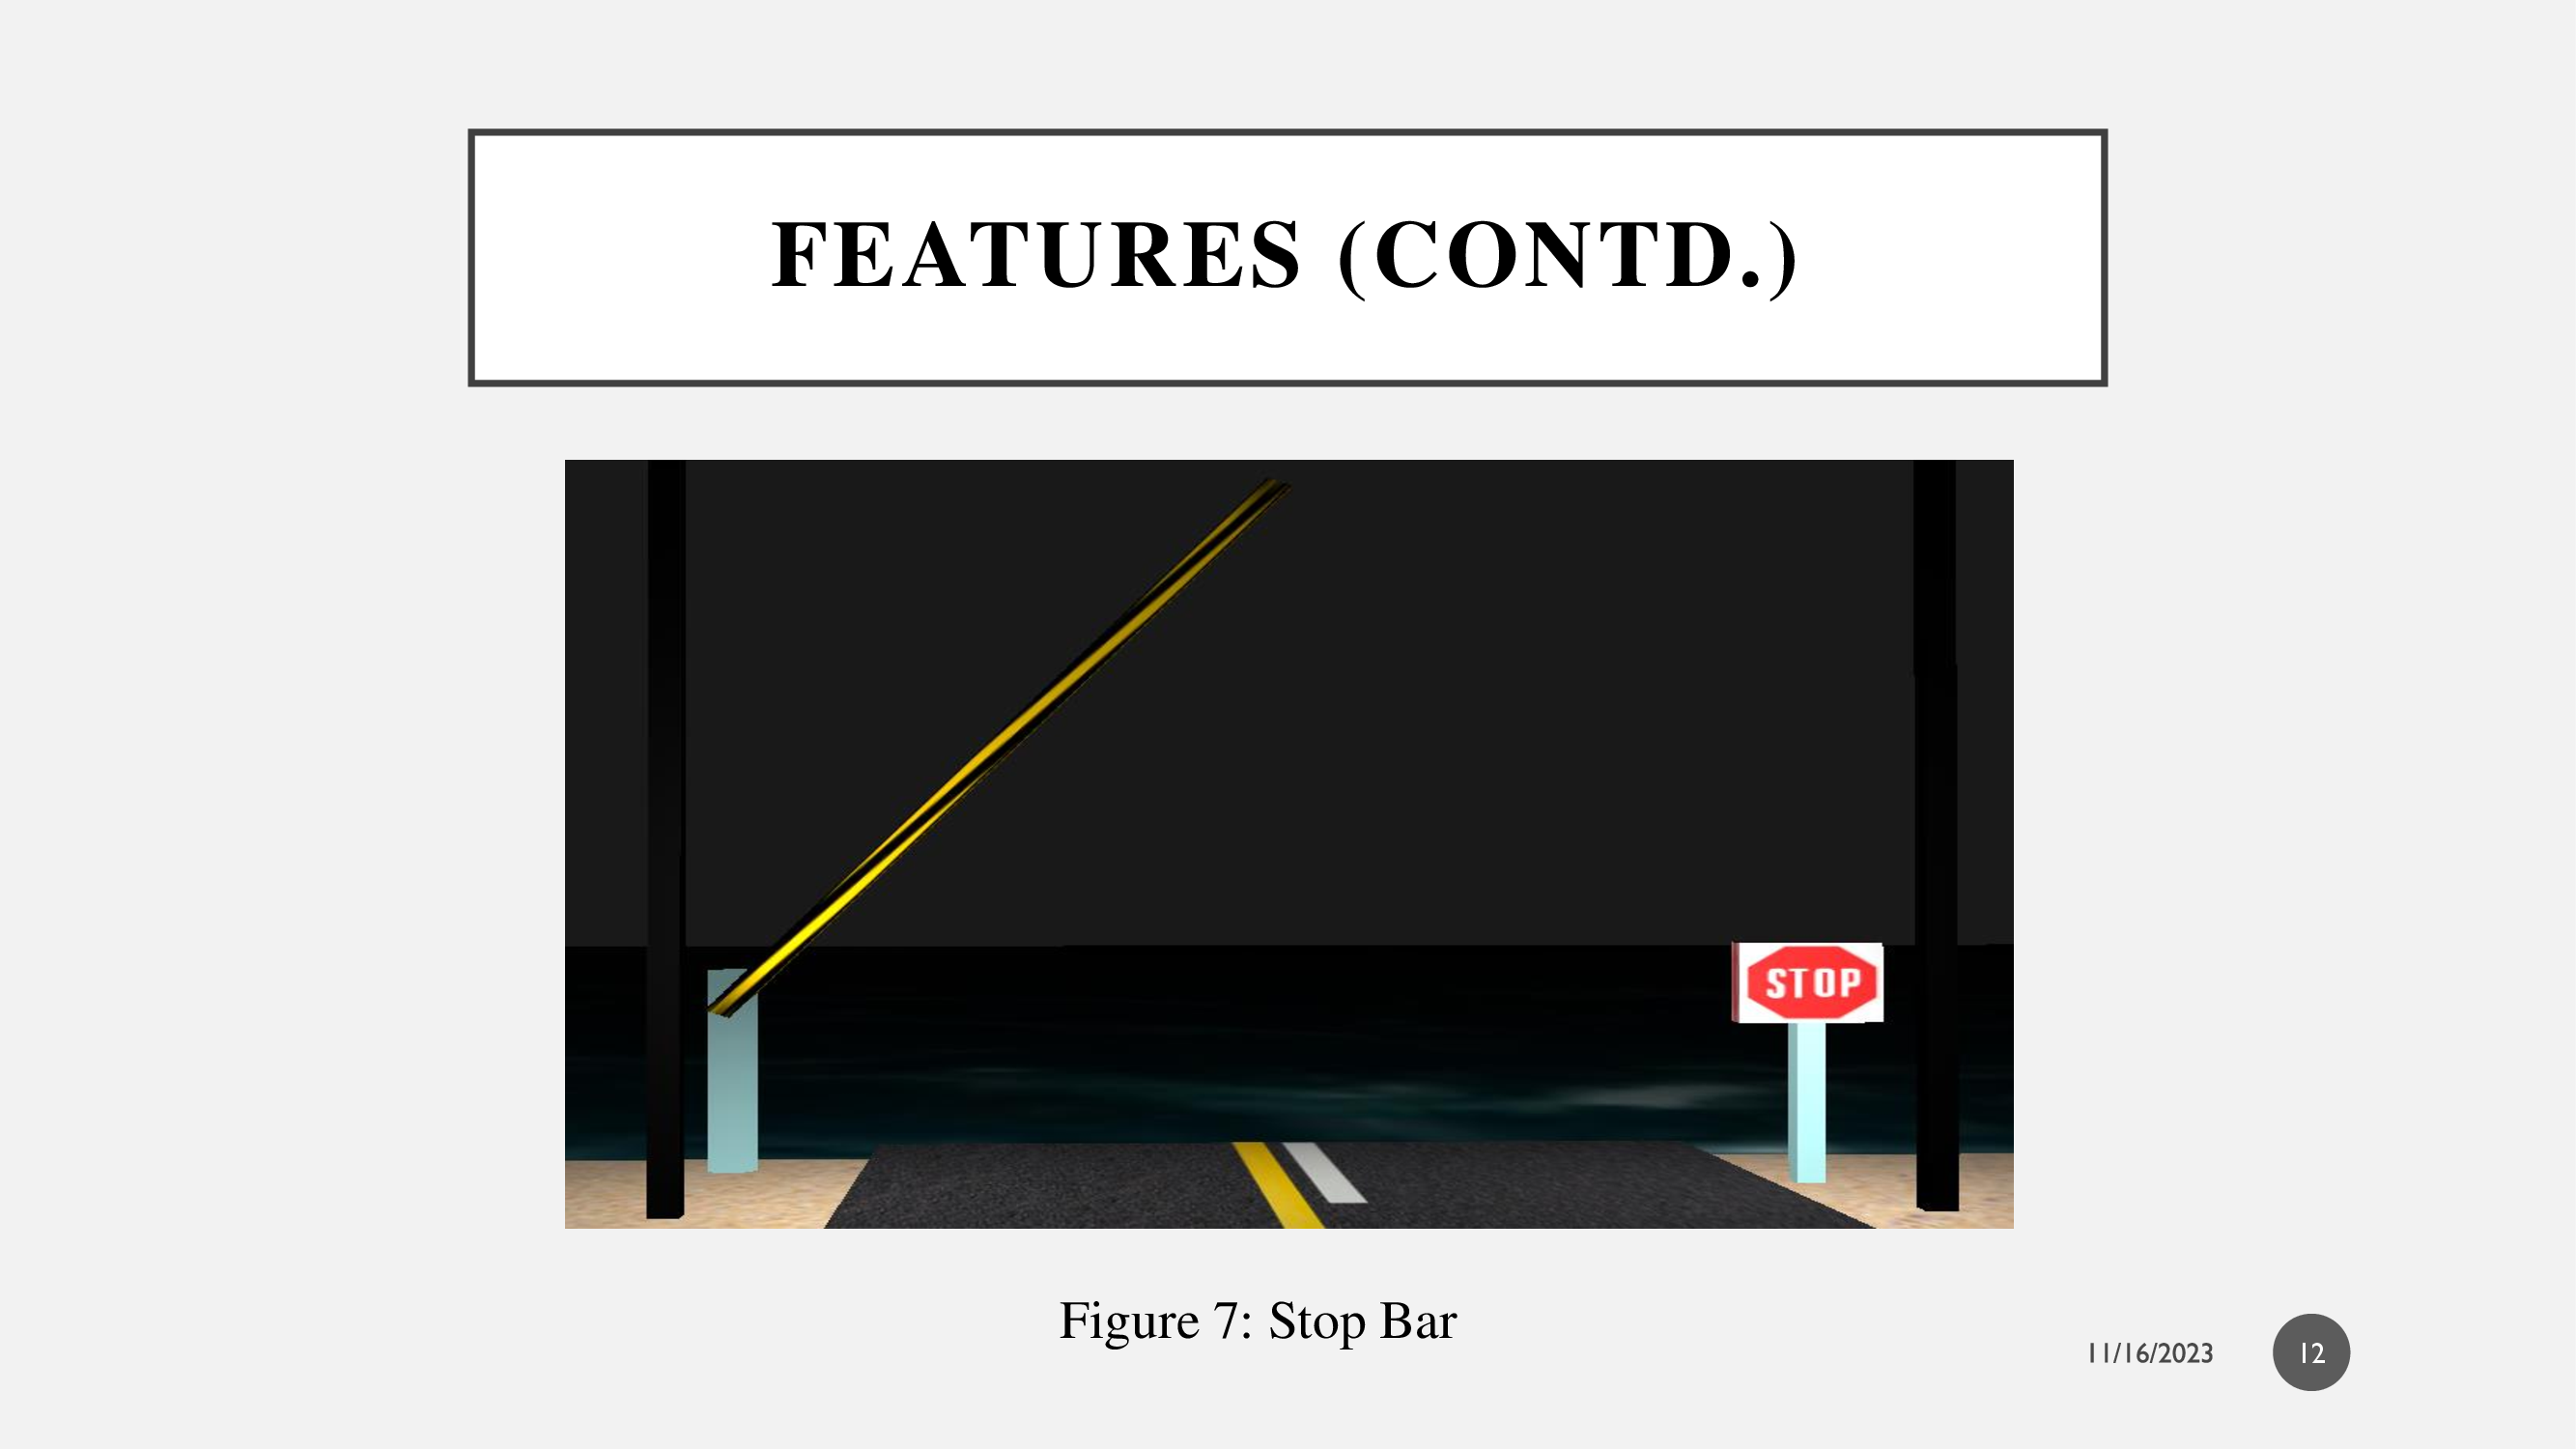 FEATURES (CONTD.)
STOP
Figure 7: Stop Bar
11/16/2023
12